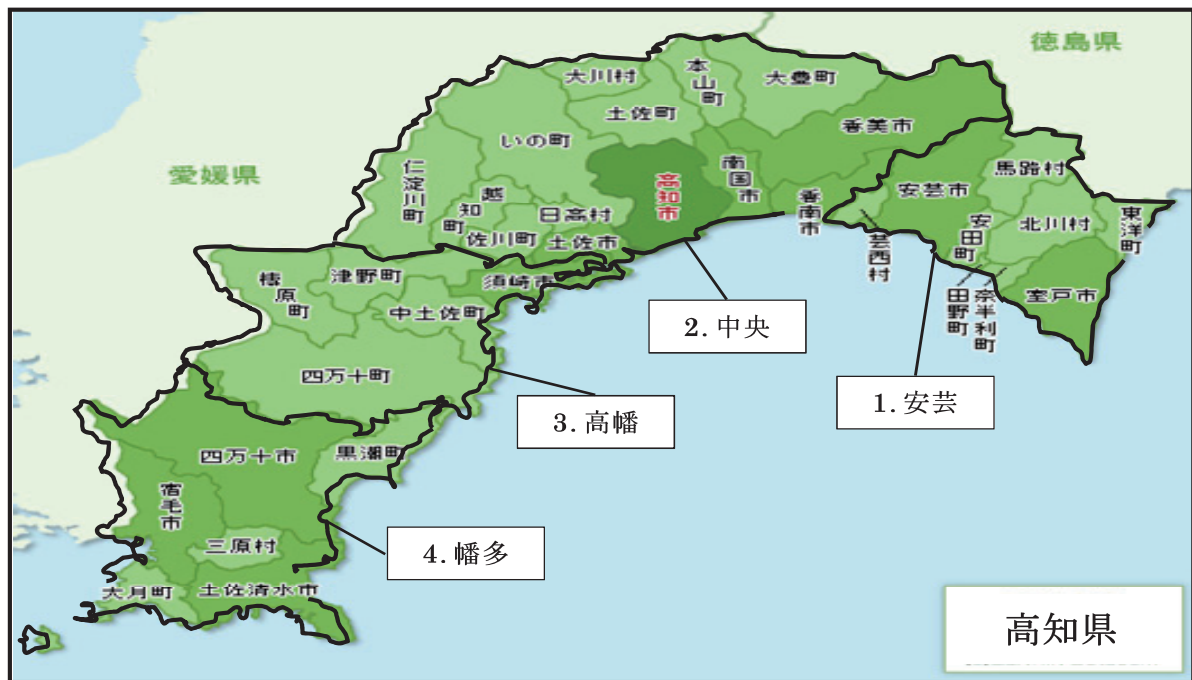 徳島県
愛媛県
大川村
本山町
大豊町
土佐町
いの町
香美市
仁淀川町
高知市
南国市
香南市
越知町
日高村
佐川町
土佐市
馬路村
安芸市
北川村
安田町
東洋町
芸西村
室戸市
田野町
奈半利町
檮原町
津野町
須崎市
中土佐町
四万十町
四万十市
黒潮町
宿毛市
三原村
大月町
土佐清水市
1. 安芸
2. 中央
3. 高幡
4. 幡多
高知県